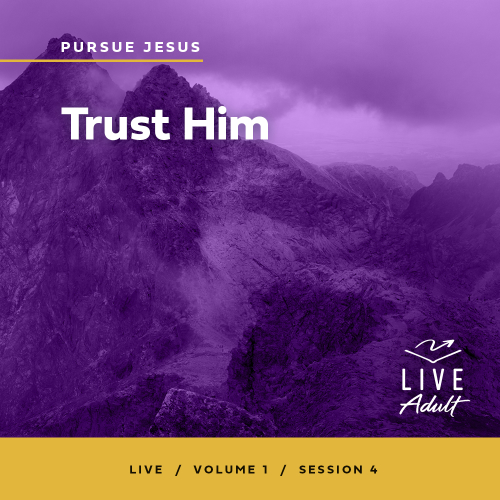 PURSUE JESUS
Trust Him
LIVE
Adult
LIVE / VOLUME 1 / SESSION 4